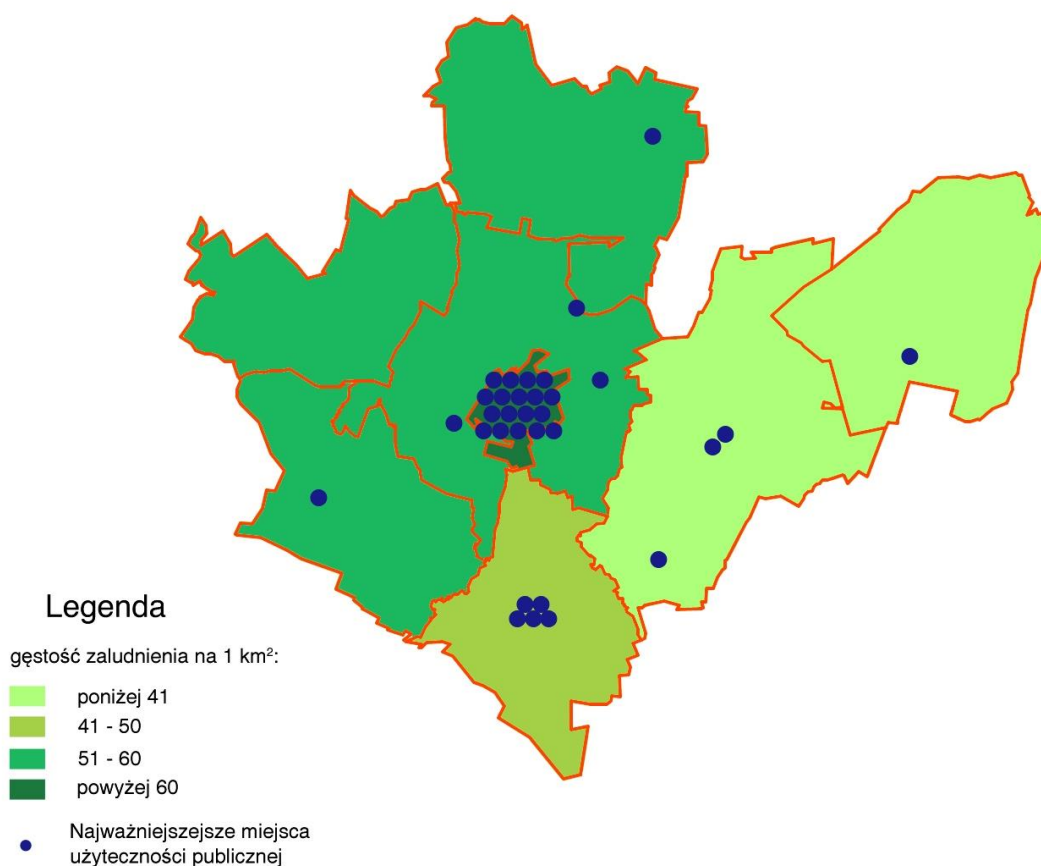 Legenda
gęstość zaludnienia na 1 km²:
poniżej 41
41 - 50
51 - 60
powyżej 60
Najważniejszejsze miejsca
użyteczności publicznej